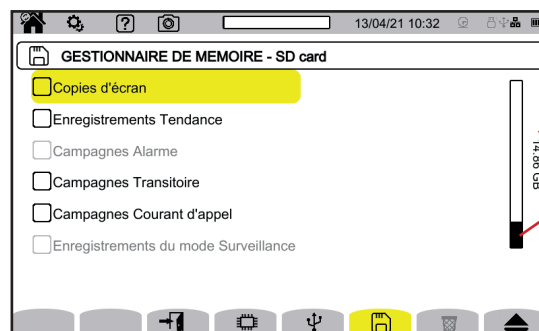 13/04/21 10:32
GESTIONNAIRE DE MEMOIRE - SD card
Copies d'écran
Enregistrements Tendance
Campagnes Alarme
Campagnes Transitoire
Campagnes Courant d'appel
Enregistrements du mode Surveillance
14.86 GB